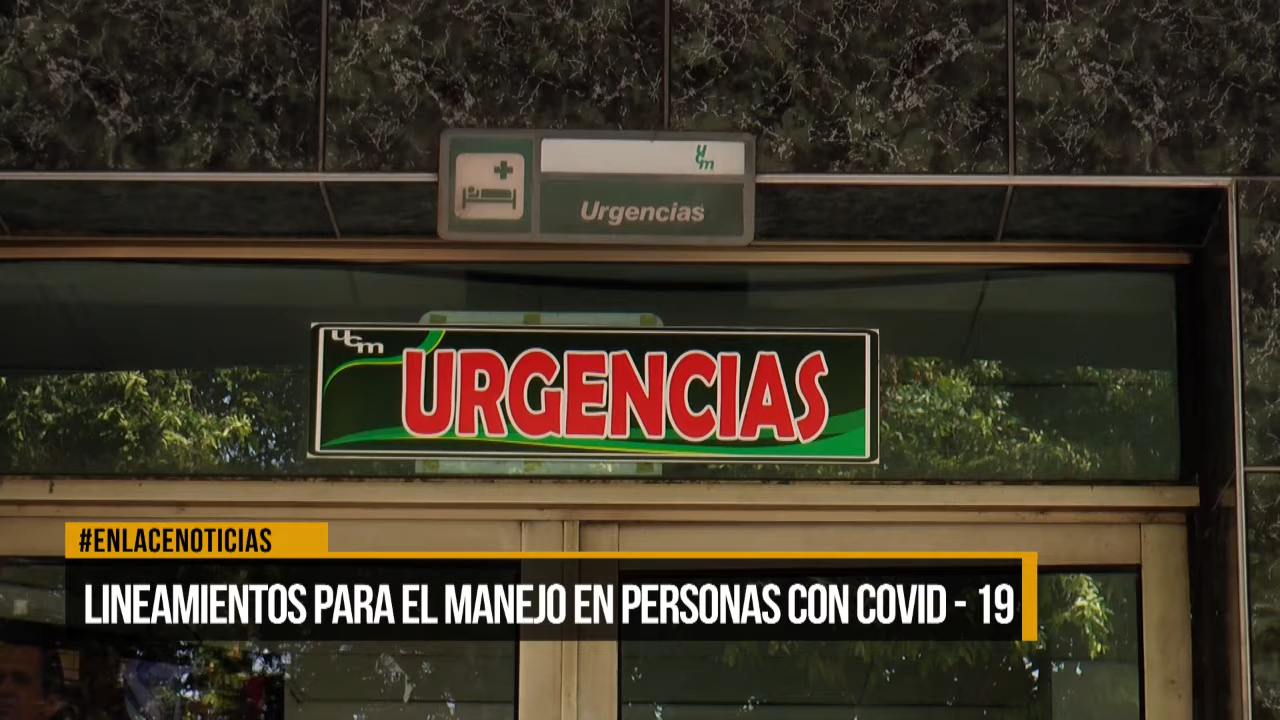 ucm
Urgencias
ucm
URGENCIAS
#ENLACENOTICIAS
LINEAMIENTOS PARA EL MANEJO EN PERSONAS CON COVID - 19